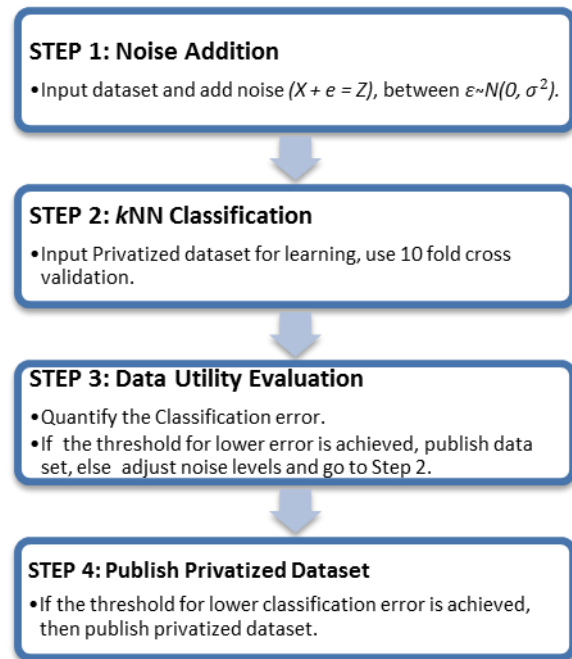 STEP 1: Noise Addition
•Input dataset and add noise (X + e = Z), between ε~N(0, σ²).
STEP 2: kNN Classification
•Input Privatized dataset for learning, use 10 fold cross
validation.
STEP 3: Data Utility Evaluation
•Quantify the Classification error.
•If the threshold for lower error is achieved, publish data
set, else adjust noise levels and go to Step 2.
STEP 4: Publish Privatized Dataset
•If the threshold for lower classification error is achieved,
then publish privatized dataset.